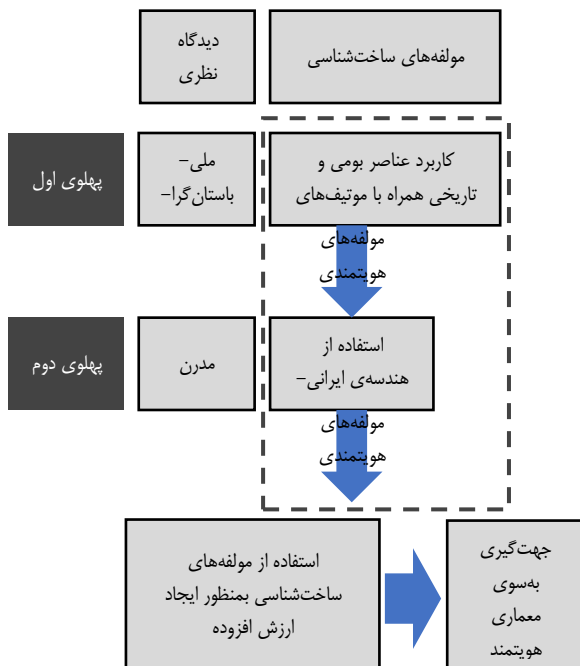 مولفه‌های ساخت‌شناسی
دیدگاه
نظری
پهلوی اول
ملی-
باستان‌گرا-
کاربرد عناصر بومی و
تاریخی همراه با موتیف‌های
مولفه‌های
هویتمندی
پهلوی دوم
مدرن
استفاده از
هندسه‌ی ایرانی-
مولفه‌های
هویتمندی
استفاده از مولفه‌های
ساخت‌شناسی بمنظور ایجاد
ارزش افزوده
جهت‌گیری
به‌سوی
معماری
هویتمند